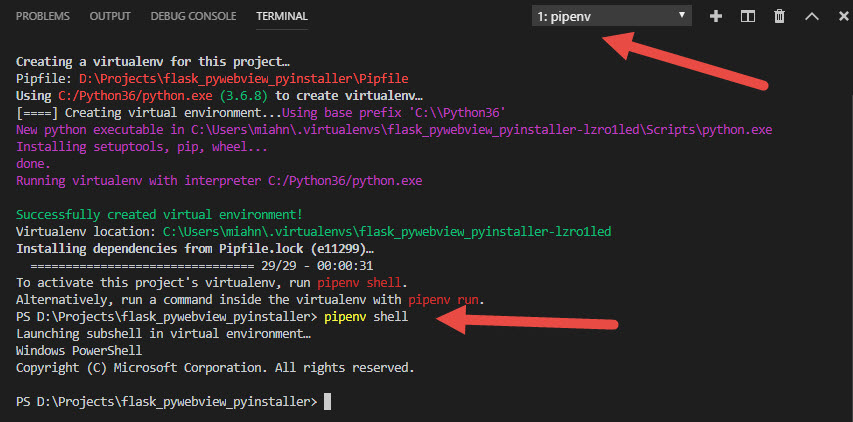 PROBLEMS OUTPUT DEBUG CONSOLE TERMINAL 1: pipenv
Creating a virtualenv for this project…
Pipfile: D:\Projects\flask_pywebview_pyinstaller\Pipfile
Using C:/Python36/python.exe (3.6.8) to create virtualenv…
[====] Creating virtual environment...Using base prefix 'C:\\Python36'
New python executable in C:\Users\miahn\.virtualenvs\flask_pywebview_pyinstaller-lzro1led\Scripts\python.exe
Installing setuptools, pip, wheel...
done.
Running virtualenv with interpreter C:/Python36/python.exe
Successfully created virtual environment!
Virtualenv location: C:\Users\miahn\.virtualenvs\flask_pywebview_pyinstaller-lzro1led
Installing dependencies from Pipfile.lock (e11299)…
================================ 29/29 - 00:00:31
To activate this project's virtualenv, run pipenv shell.
Alternatively, run a command inside the virtualenv with pipenv run.
PS D:\Projects\flask_pywebview_pyinstaller> pipenv shell
Launching subshell in virtual environment…
Windows PowerShell
Copyright (C) Microsoft Corporation. All rights reserved.
PS D:\Projects\flask_pywebview_pyinstaller>